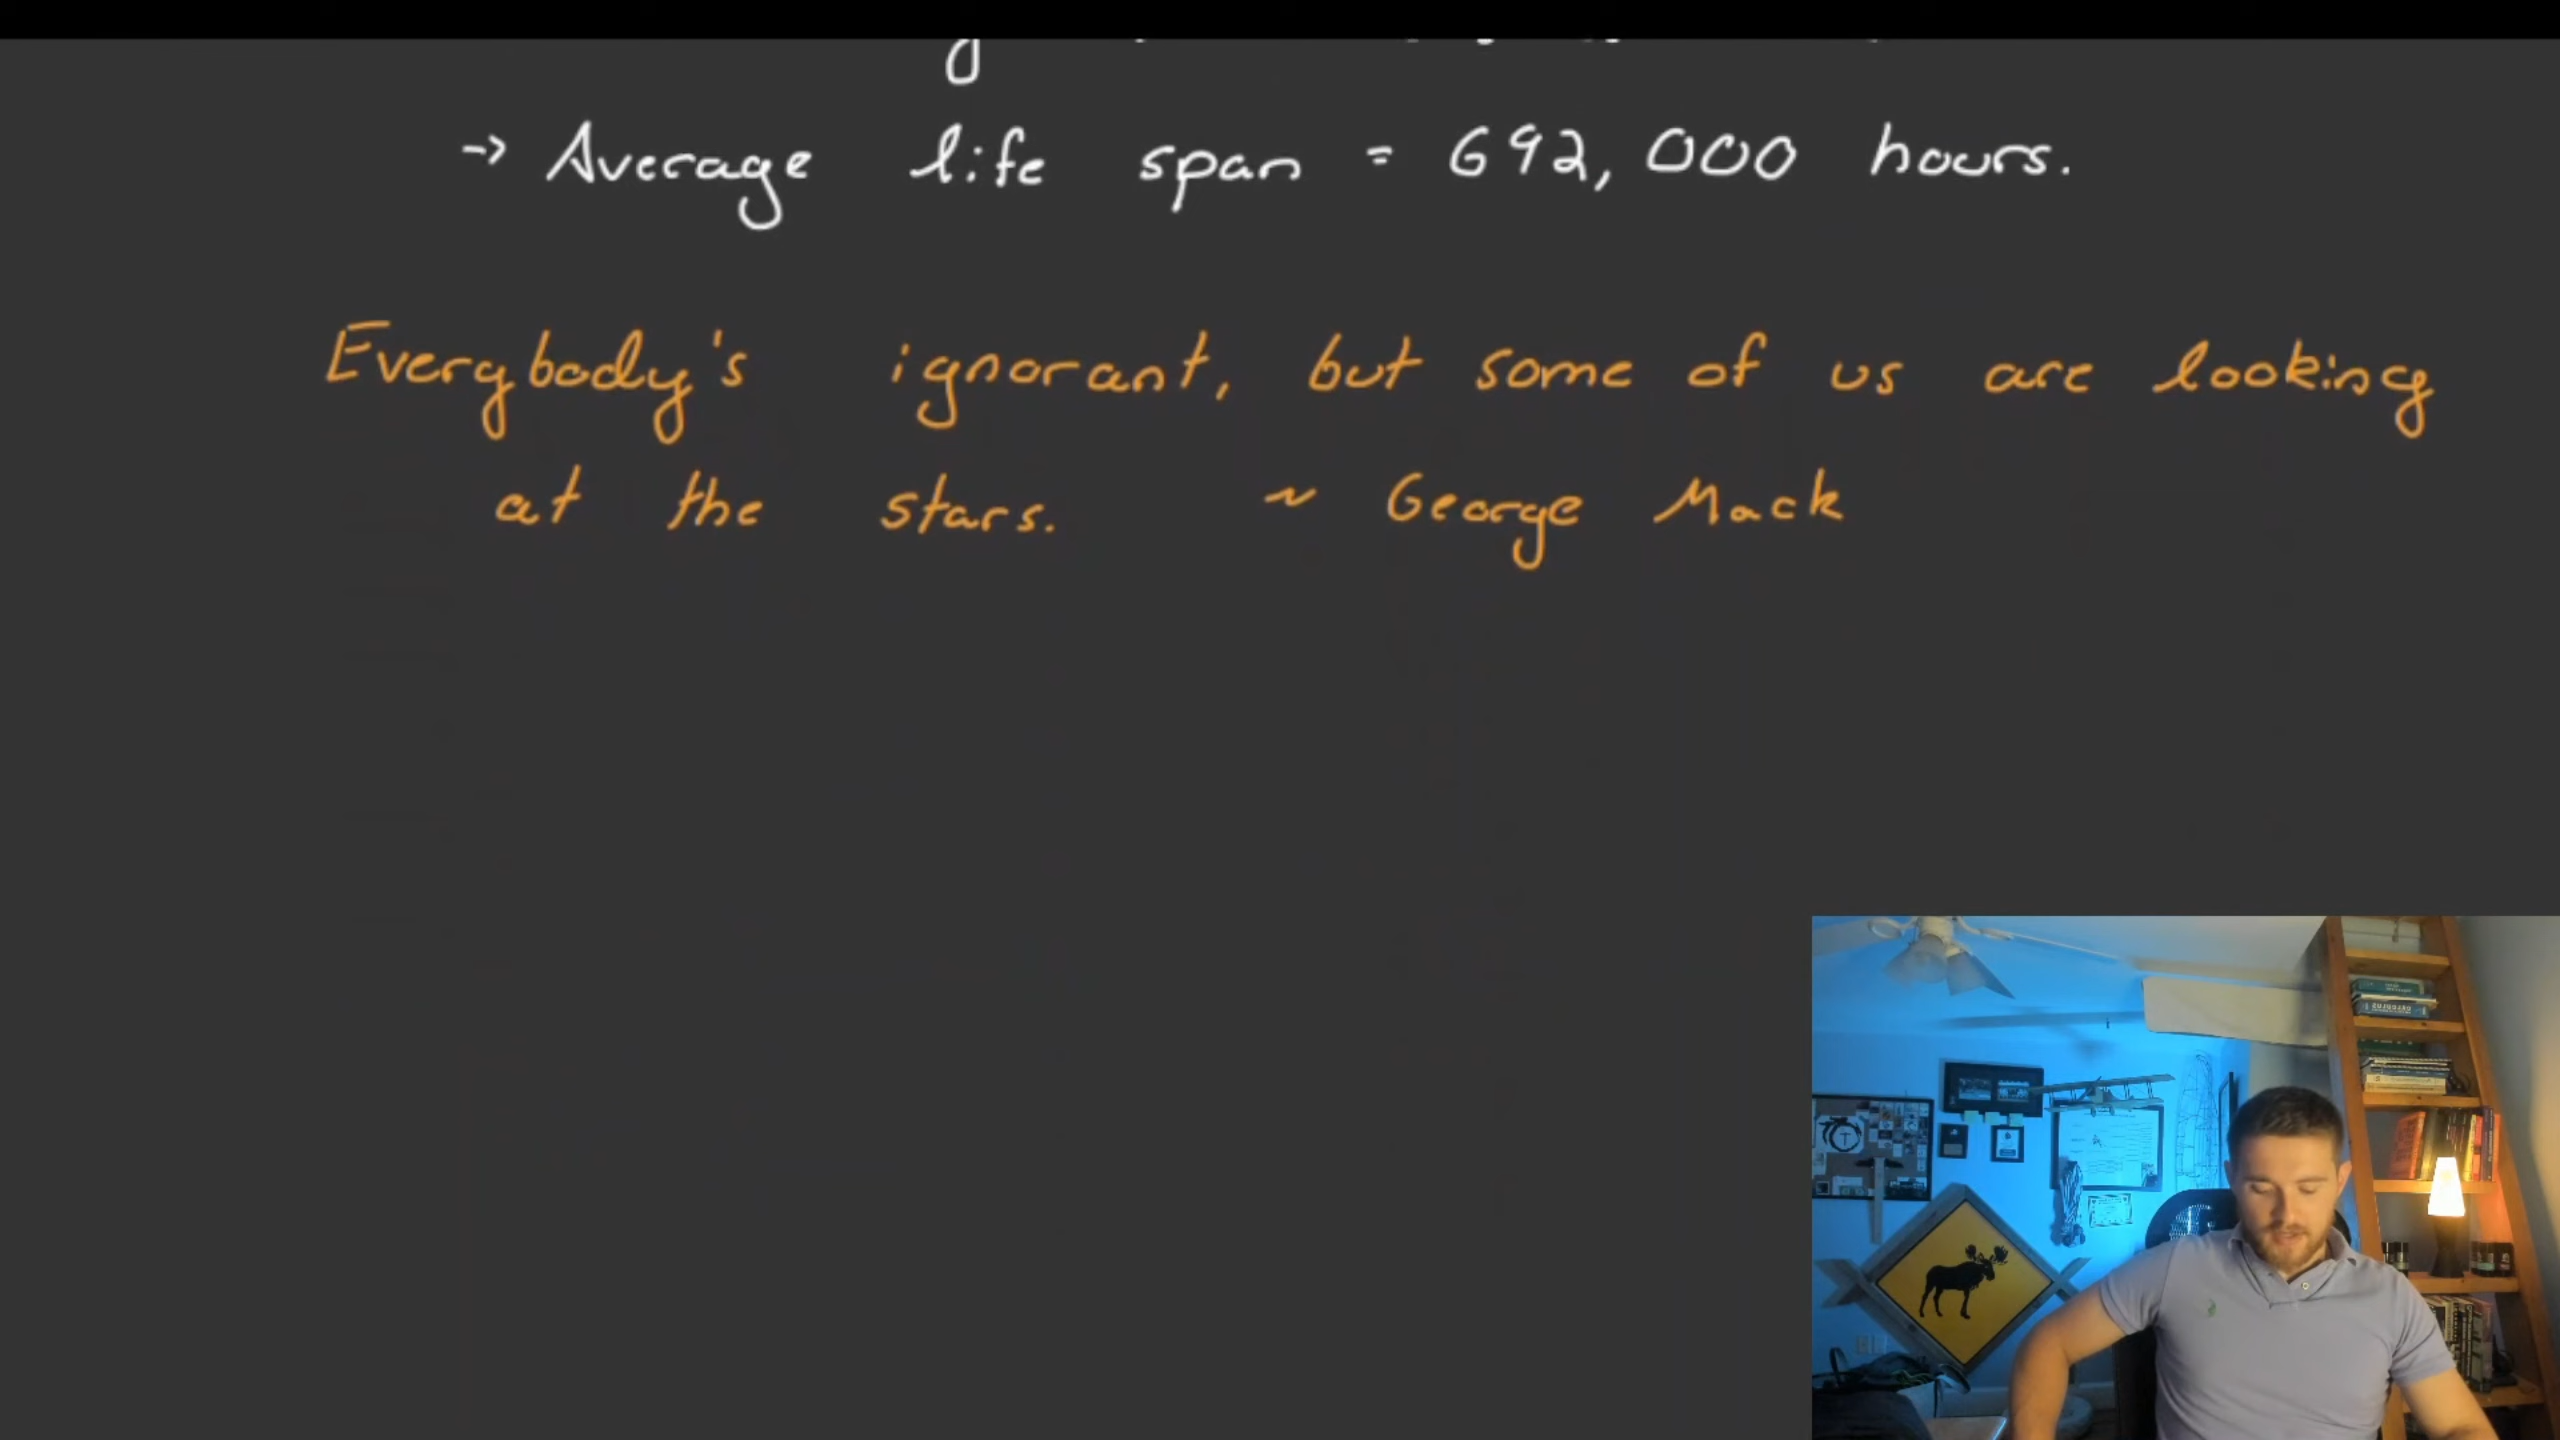 → Average life span = 692,000 hours.
Everybody's ignorant, but some of us are looking
at the stars. ~ George Mack